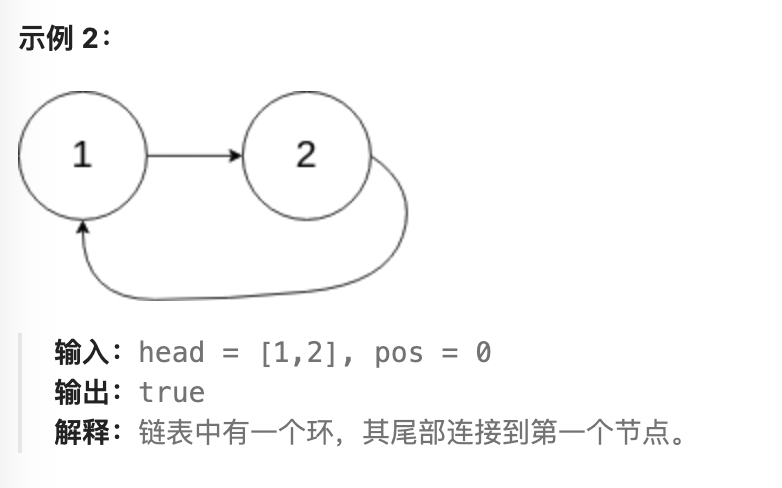 示例 2：
1
2
输入：head = [1,2], pos = 0
输出：true
解释：链表中有一个环，其尾部连接到第一个节点。